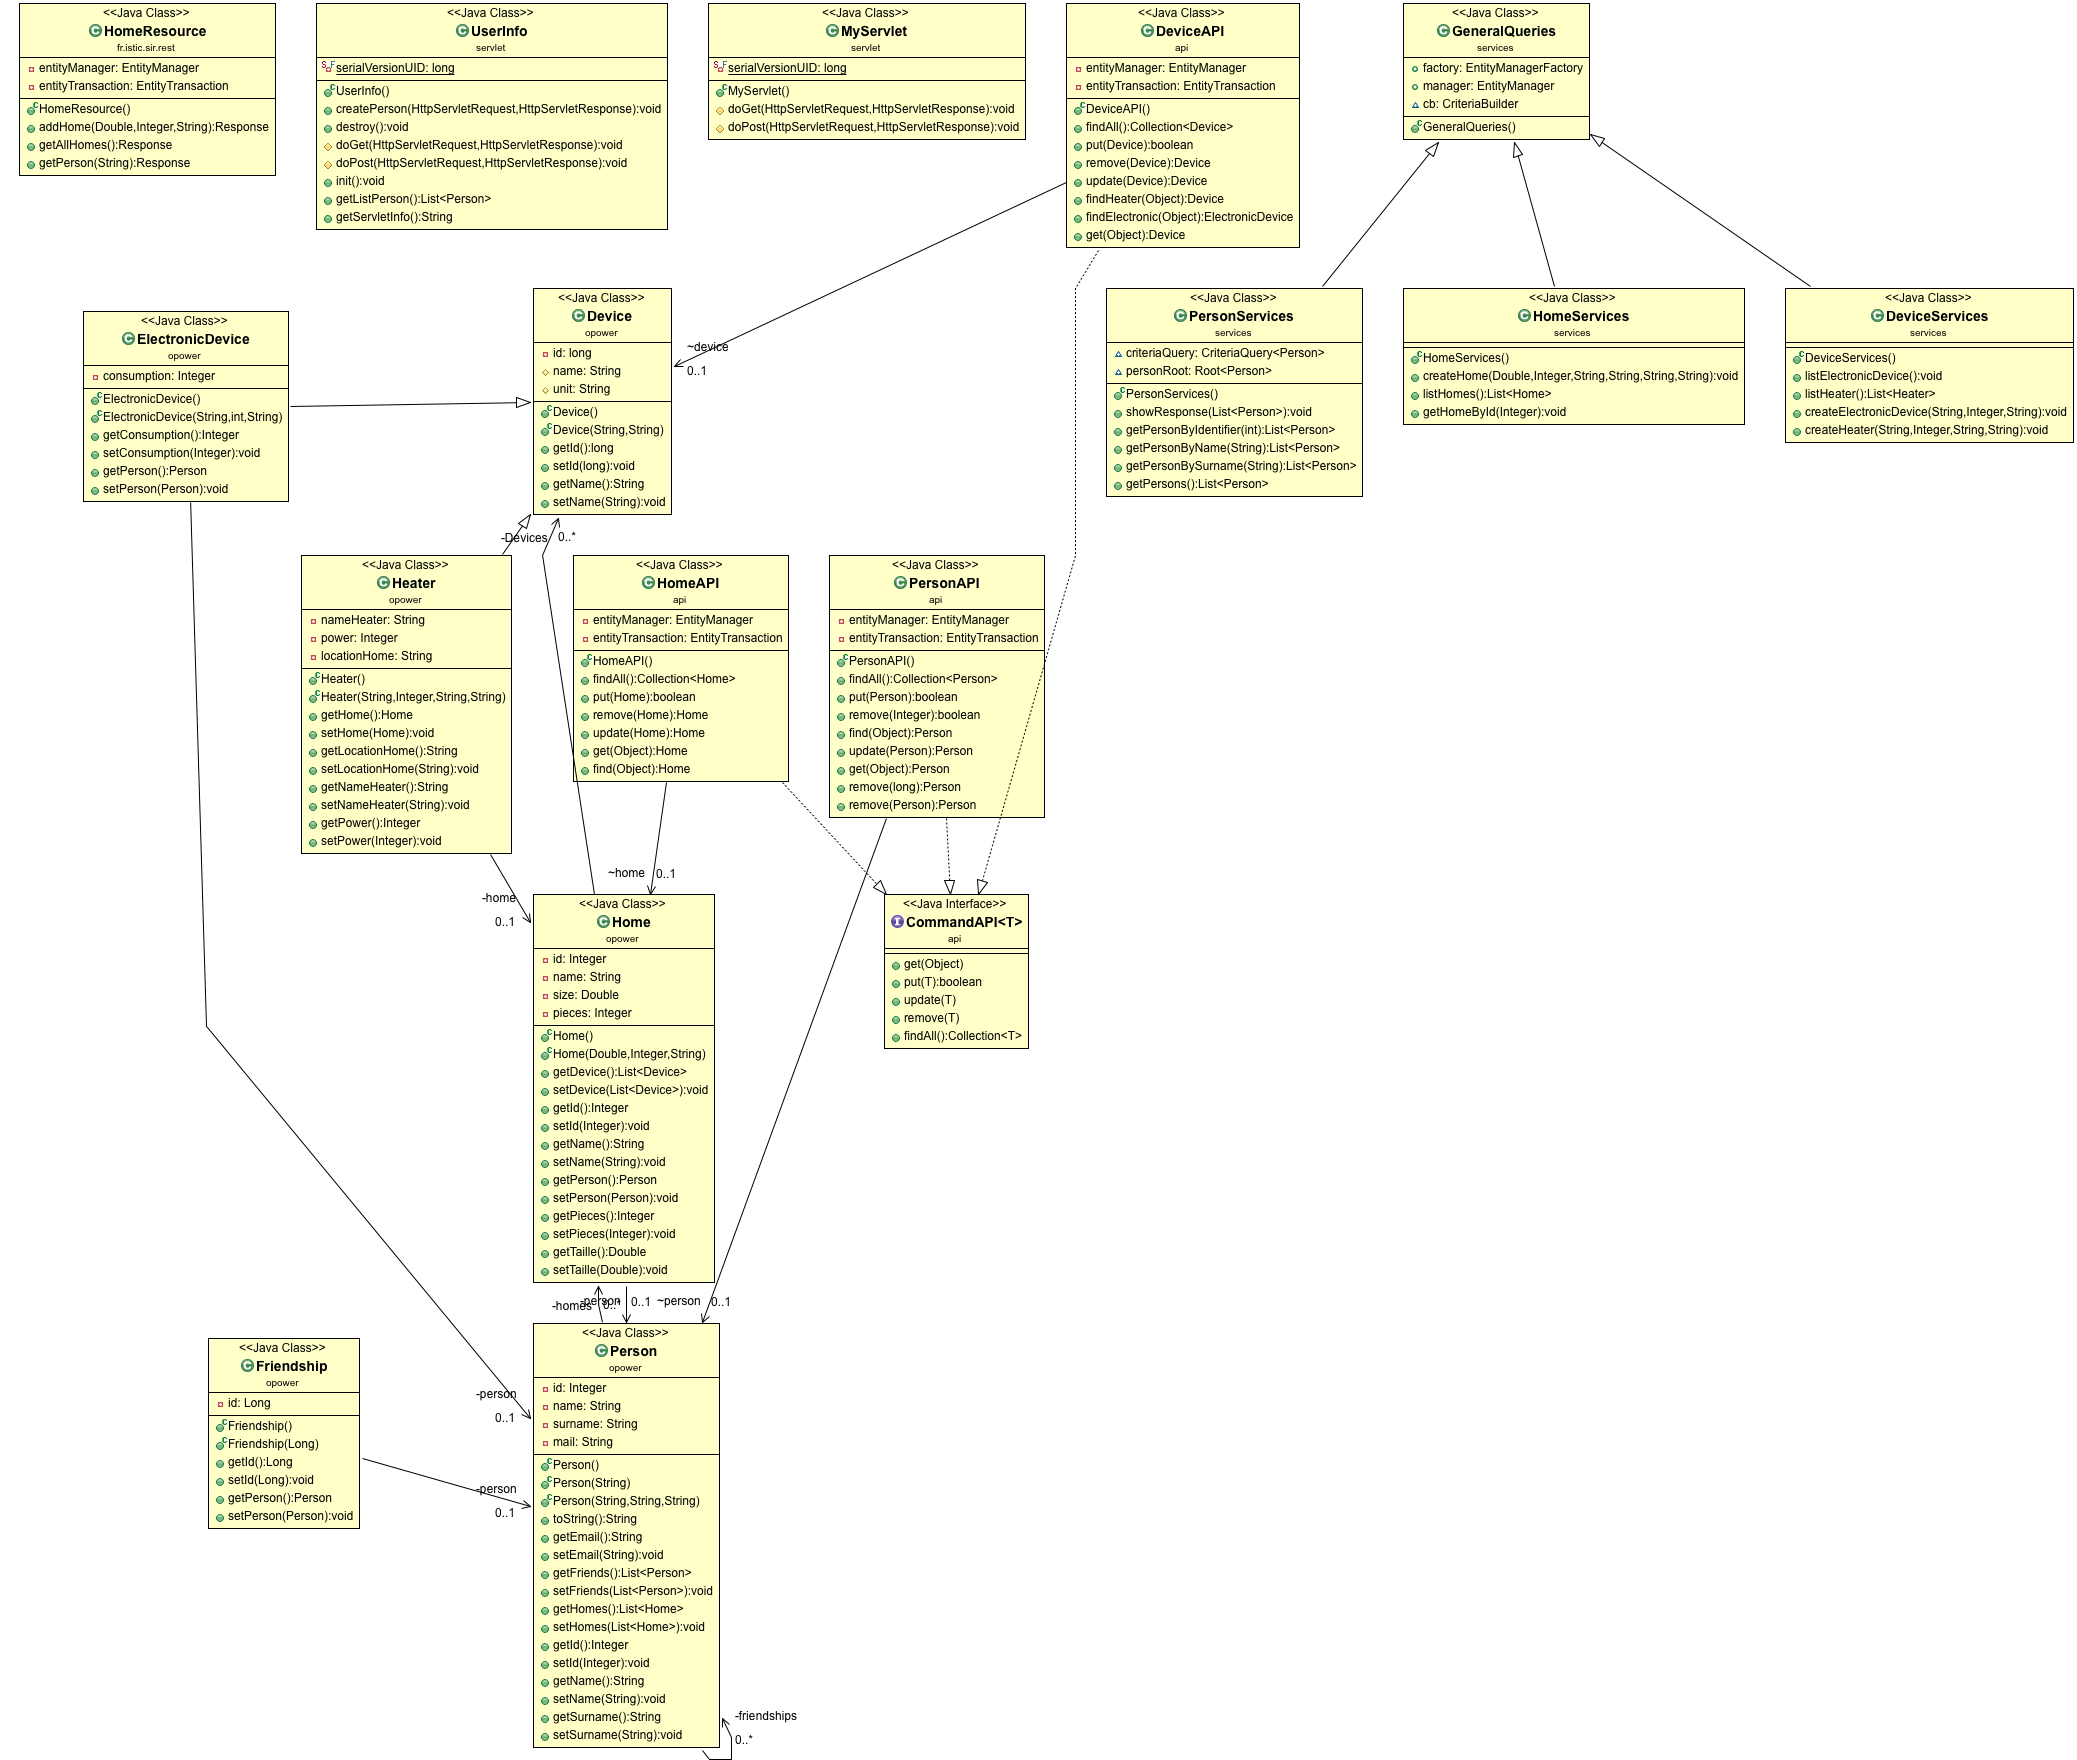 <<Java Class>>
HomeResource
fr.istic.sir.rest
entityManager: EntityManager
entityTransaction: EntityTransaction
HomeResource()
addHome(Double,Integer,String):Response
getAllHomes():Response
getPerson(String):Response
<<Java Class>>
UserInfo
servlet
serialVersionUID: long
UserInfo()
createPerson(HttpServletRequest,HttpServletResponse):void
destroy():void
doGet(HttpServletRequest,HttpServletResponse):void
doPost(HttpServletRequest,HttpServletResponse):void
init():void
getListPerson():List<Person>
getServletInfo():String
<<Java Class>>
MyServlet
servlet
serialVersionUID: long
MyServlet()
doGet(HttpServletRequest,HttpServletResponse):void
doPost(HttpServletRequest,HttpServletResponse):void
<<Java Class>>
DeviceAPI
api
entityManager: EntityManager
entityTransaction: EntityTransaction
DeviceAPI()
findAll():Collection<Device>
put(Device):boolean
remove(Device):Device
update(Device):Device
findHeater(Object):Device
findElectronic(Object):ElectronicDevice
get(Object):Device
<<Java Class>>
GeneralQueries
services
factory: EntityManagerFactory
manager: EntityManager
cb: CriteriaBuilder
GeneralQueries()
<<Java Class>>
ElectronicDevice
opower
consumption: Integer
ElectronicDevice()
ElectronicDevice(String,int,String)
getConsumption():Integer
setConsumption(Integer):void
getPerson():Person
setPerson(Person):void
<<Java Class>>
Device
opower
id: long
name: String
unit: String
Device()
Device(String,String)
getId():long
setId(long):void
getName():String
setName(String):void
~device
0..1
<<Java Class>>
PersonServices
services
criteriaQuery: CriteriaQuery<Person>
personRoot: Root<Person>
PersonServices()
showResponse(List<Person>):void
getPersonByIdentifier(int):List<Person>
getPersonByName(String):List<Person>
getPersonBySurname(String):List<Person>
getPersons():List<Person>
<<Java Class>>
HomeServices
services
HomeServices()
createHome(Double,Integer,String,String,String,String):void
listHomes():List<Home>
getHomeById(Integer):void
<<Java Class>>
DeviceServices
services
DeviceServices()
listElectronicDevice():void
listHeater():List<Heater>
createElectronicDevice(String,Integer,String):void
createHeater(String,Integer,String,String):void
-Devices
0..*
<<Java Class>>
Heater
opower
nameHeater: String
power: Integer
locationHome: String
Heater()
Heater(String,Integer,String,String)
getHome():Home
setHome(Home):void
getLocationHome():String
setLocationHome(String):void
getNameHeater():String
setNameHeater(String):void
getPower():Integer
setPower(Integer):void
<<Java Class>>
HomeAPI
api
entityManager: EntityManager
entityTransaction: EntityTransaction
HomeAPI()
findAll():Collection<Home>
put(Home):boolean
remove(Home):Home
update(Home):Home
get(Object):Home
find(Object):Home
<<Java Class>>
PersonAPI
api
entityManager: EntityManager
entityTransaction: EntityTransaction
PersonAPI()
findAll():Collection<Person>
put(Person):boolean
remove(Integer):boolean
find(Object):Person
update(Person):Person
get(Object):Person
remove(long):Person
remove(Person):Person
~home
0..1
-home
0..1
<<Java Class>>
Home
opower
id: Integer
name: String
size: Double
pieces: Integer
Home()
Home(Double,Integer,String)
getDevice():List<Device>
setDevice(List<Device>):void
getId():Integer
setId(Integer):void
getName():String
setName(String):void
getPerson():Person
setPerson(Person):void
getPieces():Integer
setPieces(Integer):void
getTaille():Double
setTaille(Double):void
<<Java Interface>>
CommandAPI<T>
api
get(Object)
put(T):boolean
update(T)
remove(T)
findAll():Collection<T>
-homes
0..*
-person
0..1
~person
0..1
<<Java Class>>
Friendship
opower
id: Long
Friendship()
Friendship(Long)
getId():Long
setId(Long):void
getPerson():Person
setPerson(Person):void
-person
0..1
-person
0..1
<<Java Class>>
Person
opower
id: Integer
name: String
surname: String
mail: String
Person()
Person(String)
Person(String,String,String)
toString():String
getEmail():String
setEmail(String):void
getFriends():List<Person>
setFriends(List<Person>):void
getHomes():List<Home>
setHomes(List<Home>):void
getId():Integer
setId(Integer):void
getName():String
setName(String):void
getSurname():String
setSurname(String):void
-friendships
0..*